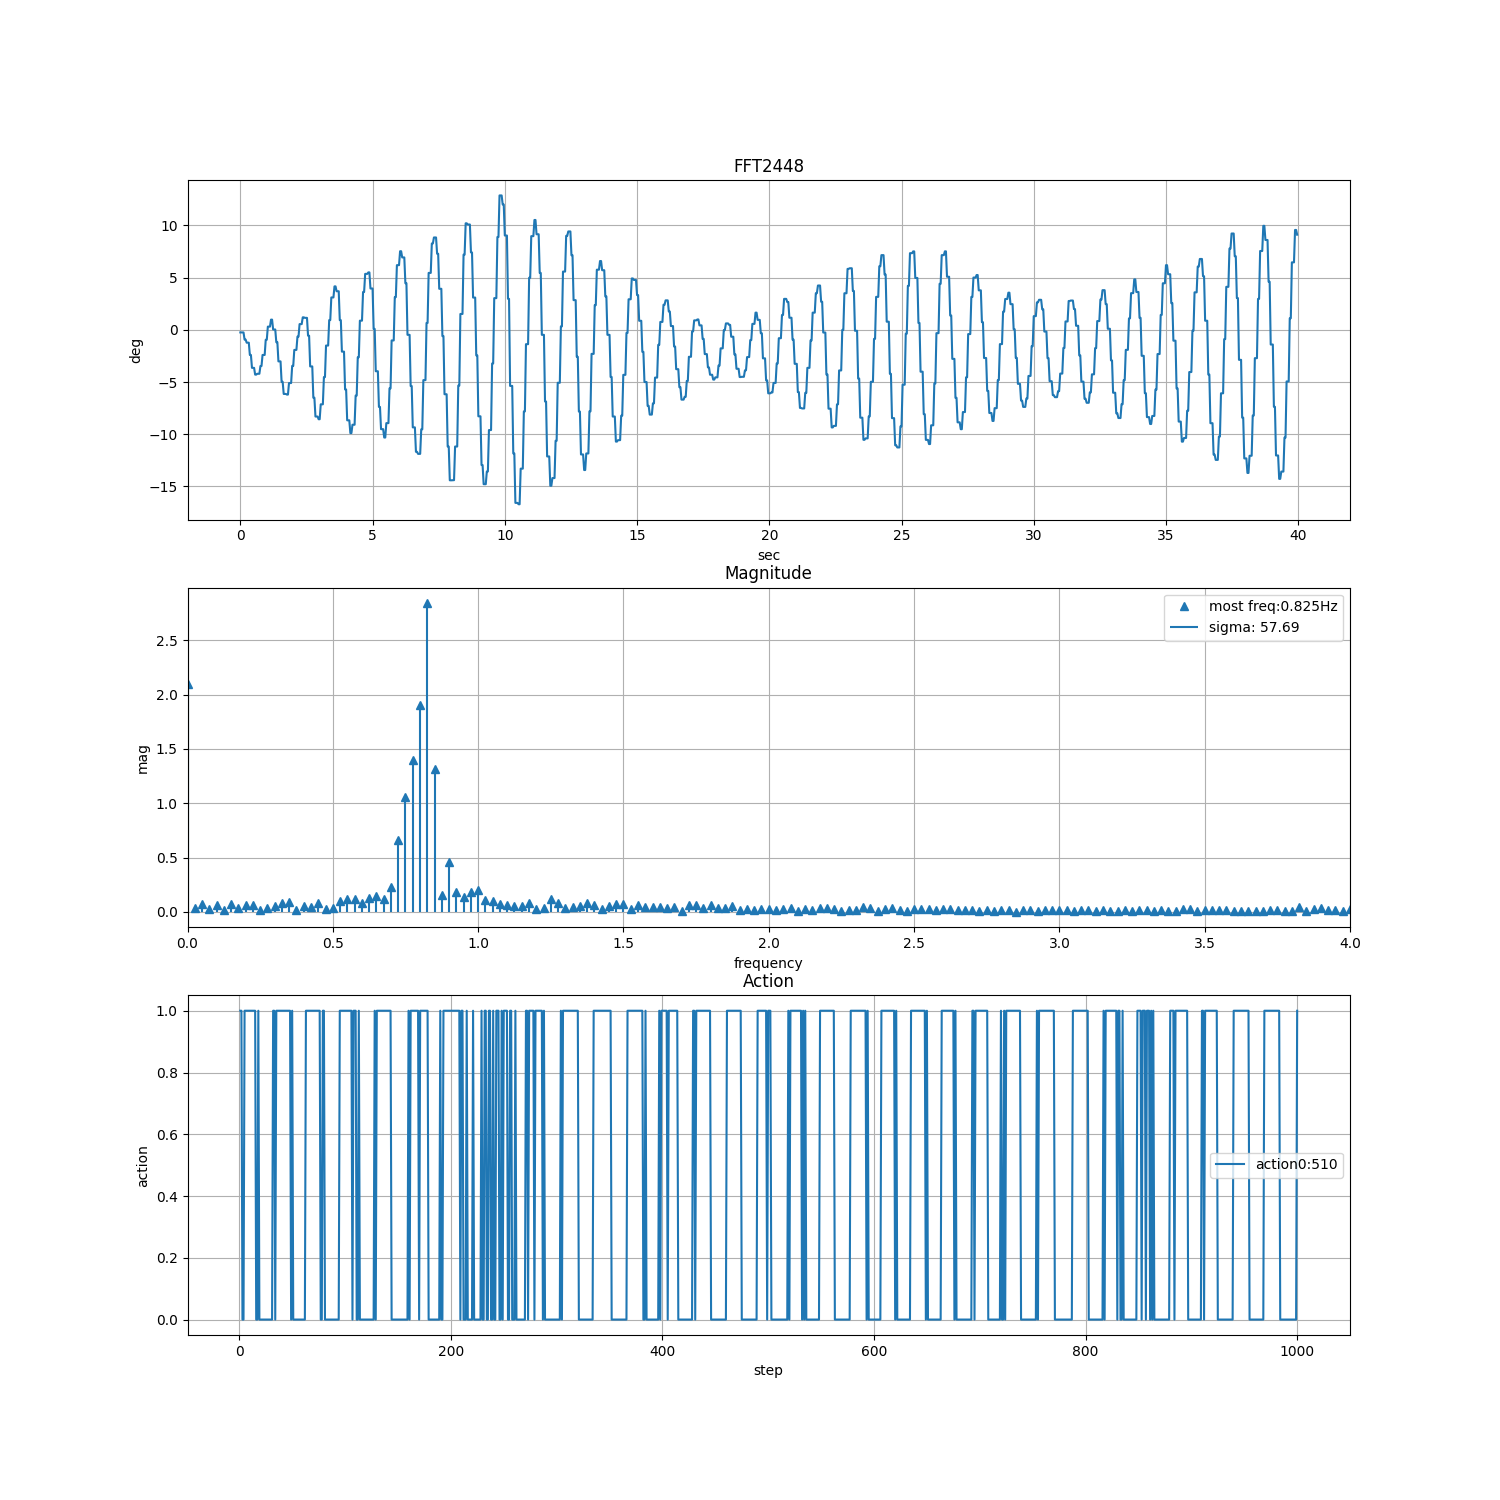 FFT2448
10
5
0
−5
−10
−15
deg
0 5 10 15 20 25 30 35 40
sec
Magnitude
most freq:0.825Hz
sigma: 57.69
2.5
2.0
1.5
1.0
0.5
0.0
mag
0.0 0.5 1.0 1.5 2.0 2.5 3.0 3.5 4.0
frequency
Action
1.0
0.8
0.6
0.4
0.2
0.0
action
action0:510
0 200 400 600 800 1000
step